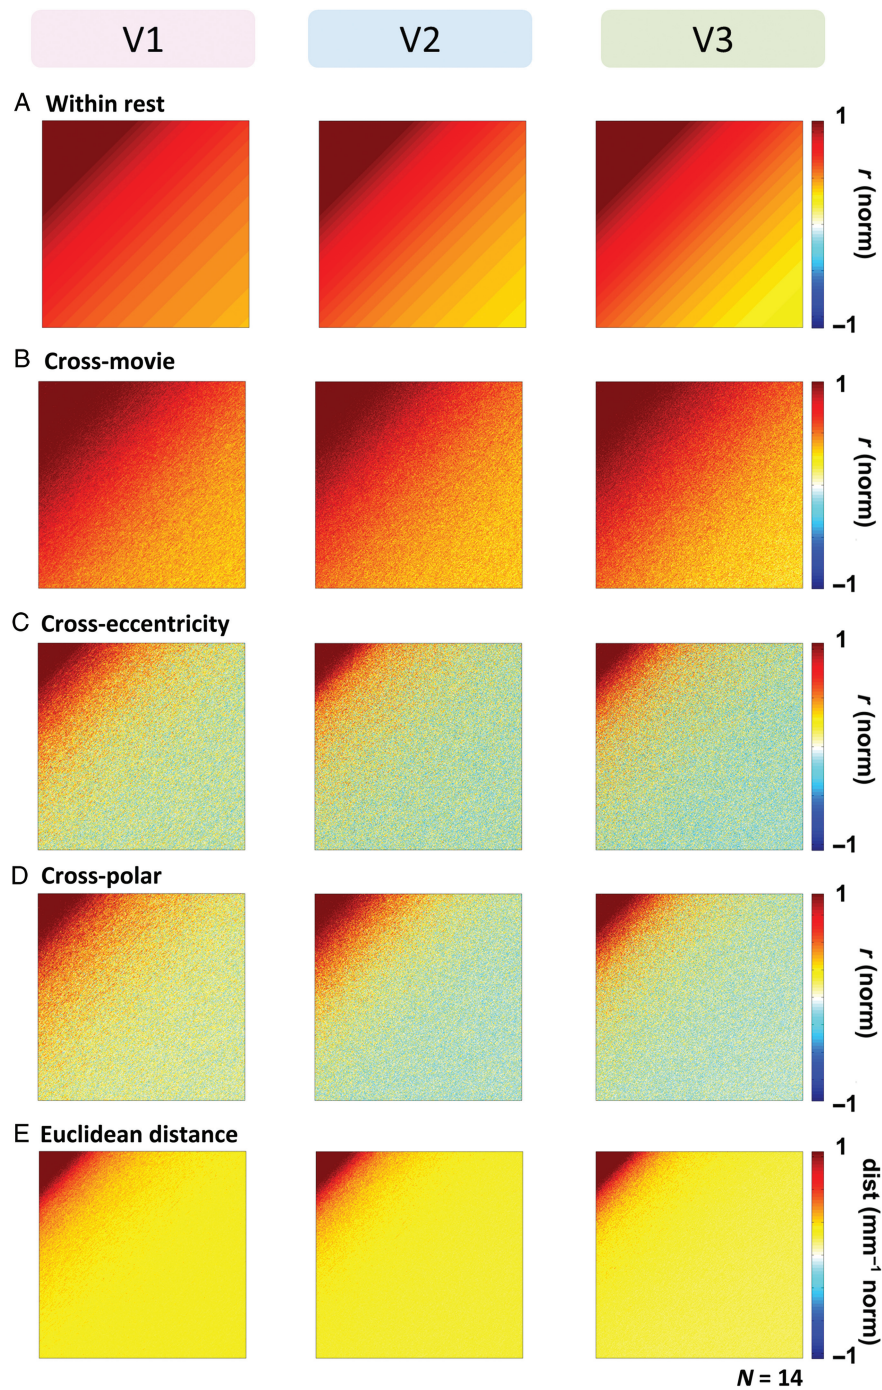 V1 V2 V3
A Within rest
1
r (norm)
–1
B Cross-movie
1
r (norm)
–1
C Cross-eccentricity
1
r (norm)
–1
D Cross-polar
1
r (norm)
–1
E Euclidean distance
1
dist (mm⁻¹ norm)
–1
N = 14